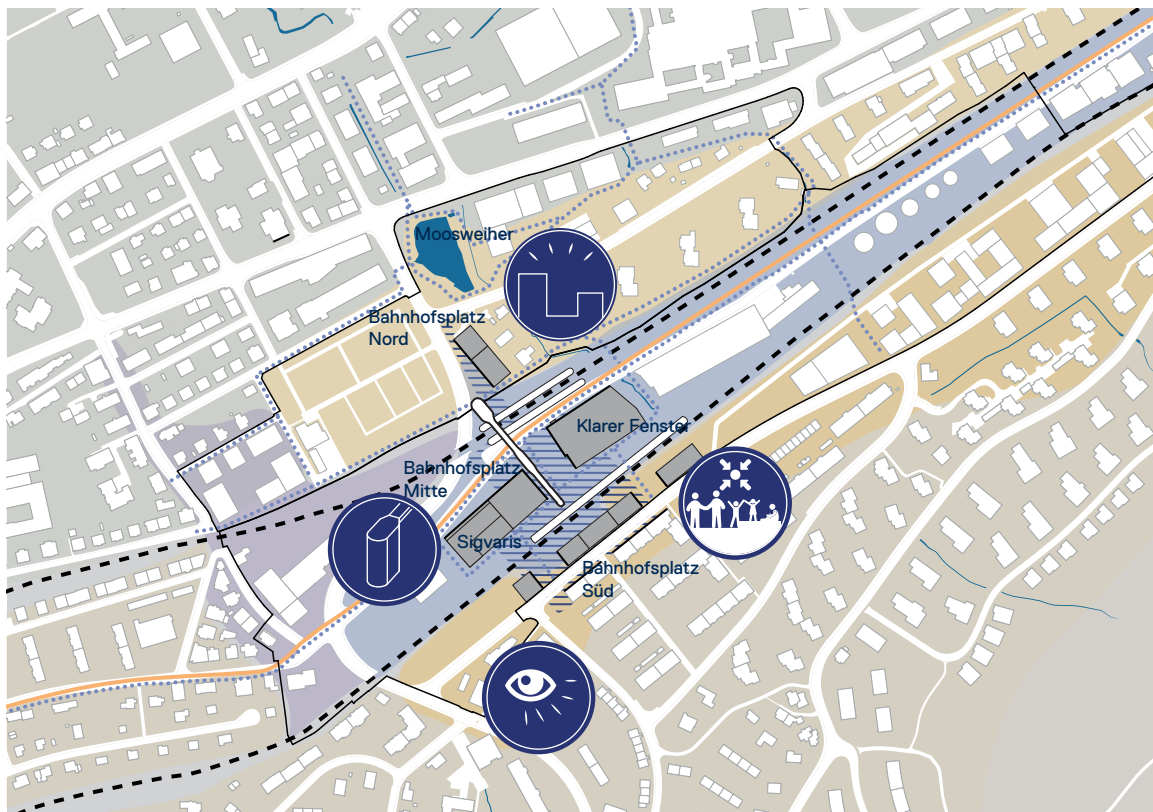 Moosweiher
Bahnhofsplatz
Nord
Klarer Fenster
Bahnhofsplatz
Mitte
Sigvaris
Bahnhofsplatz
Süd